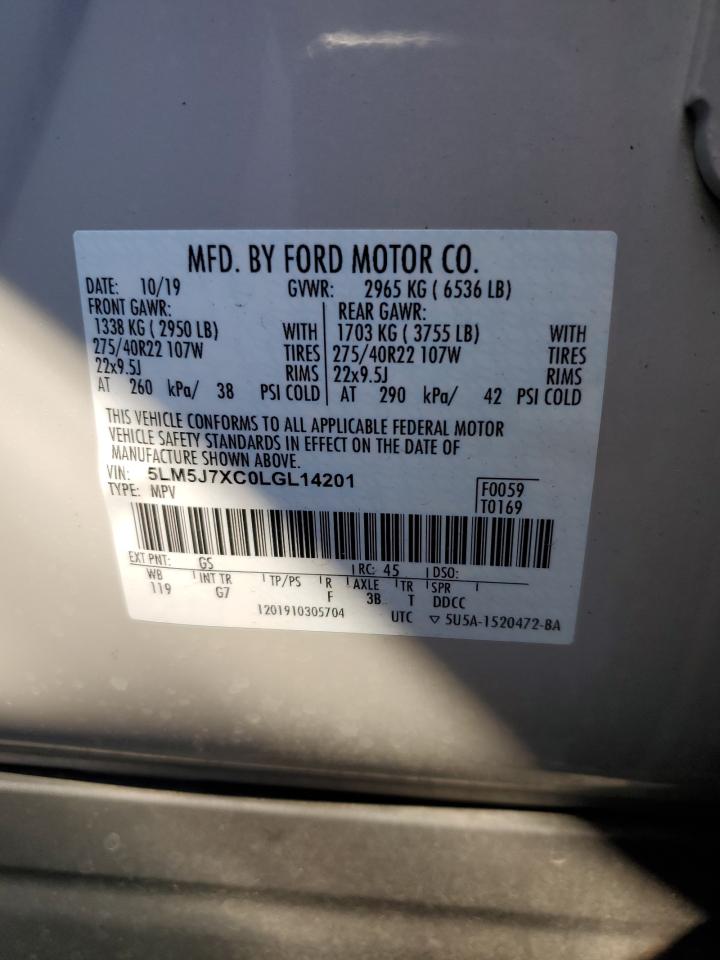 MFD. BY FORD MOTOR CO.
DATE: 10/19 GVWR: 2965 KG ( 6536 LB)
FRONT GAWR: REAR GAWR:
1338 KG ( 2950 LB) WITH 1703 KG ( 3755 LB) WITH
275/40R22 107W TIRES 275/40R22 107W TIRES
22x9.5J RIMS 22x9.5J RIMS
AT 260 kPa/ 38 PSI COLD AT 290 kPa/ 42 PSI COLD
THIS VEHICLE CONFORMS TO ALL APPLICABLE FEDERAL MOTOR
VEHICLE SAFETY STANDARDS IN EFFECT ON THE DATE OF
MANUFACTURE SHOWN ABOVE.
VIN: 5LM5J7XC0LGL14201 F0059
TYPE: MPV T0169
EXT PNT: GS RC: 45 DSO:
WB INT TR TP/PS R AXLE TR SPR
119 G7 F 3B T DDCC
1201910305704 UTC ▽ 5U5A-1520472-BA